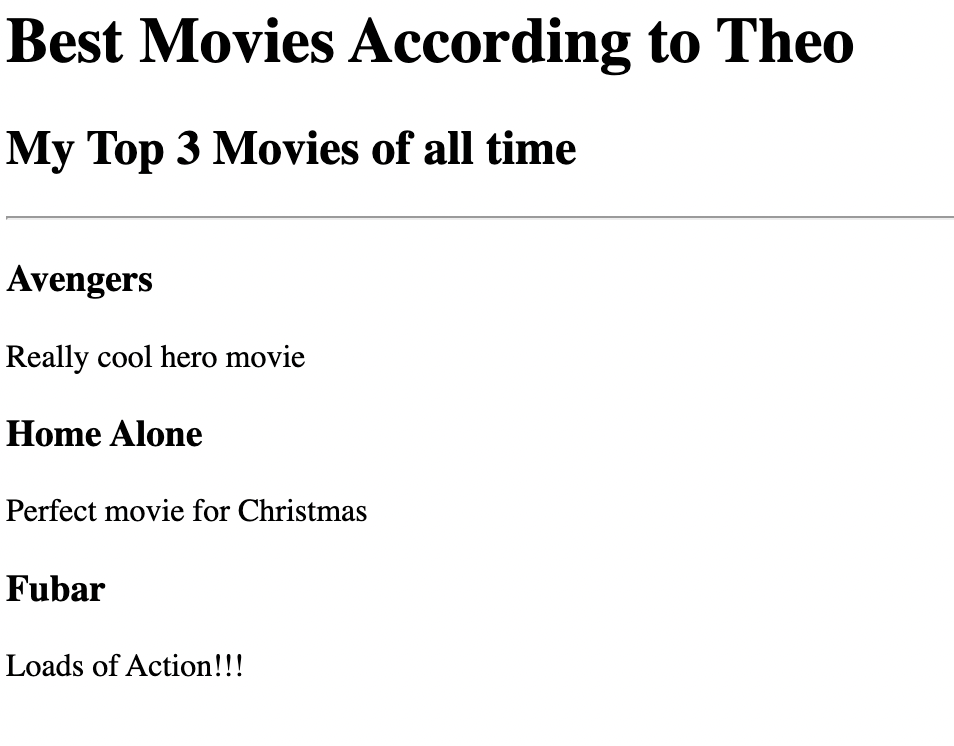 Best Movies According to Theo
My Top 3 Movies of all time
Avengers
Really cool hero movie
Home Alone
Perfect movie for Christmas
Fubar
Loads of Action!!!